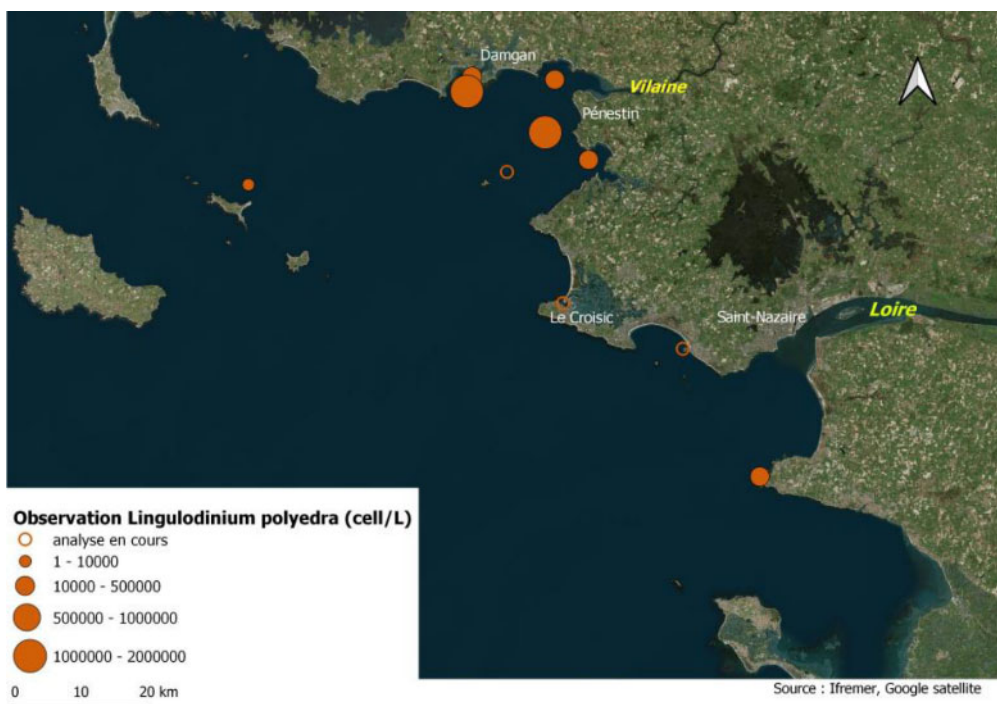 Damgan
Vilaine
Pénestin
Le Croisic
Saint-Nazaire
Loire
Observation Lingulodinium polyedra (cell/L)
analyse en cours
1 - 10000
10000 - 500000
500000 - 1000000
1000000 - 2000000
0 10 20 km
Source : Ifremer, Google satellite